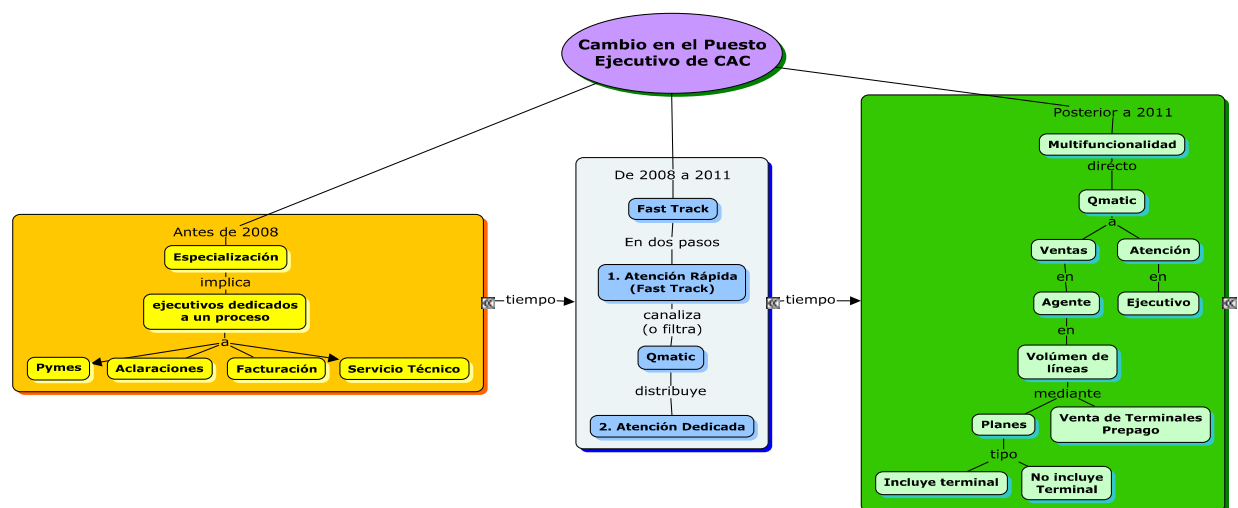 Cambio en el Puesto
Ejecutivo de CAC
Antes de 2008
Especialización
implica
ejecutivos dedicados
a un proceso
a
Pymes
Aclaraciones
Facturación
Servicio Técnico
tiempo
De 2008 a 2011
Fast Track
En dos pasos
1. Atención Rápida
(Fast Track)
canaliza
(o filtra)
Qmatic
distribuye
2. Atención Dedicada
tiempo
Posterior a 2011
Multifuncionalidad
directo
Qmatic
a
Ventas
Atención
en
en
Agente
Ejecutivo
en
Volúmen de
líneas
mediante
Planes
Venta de Terminales
Prepago
tipo
Incluye terminal
No incluye
Terminal